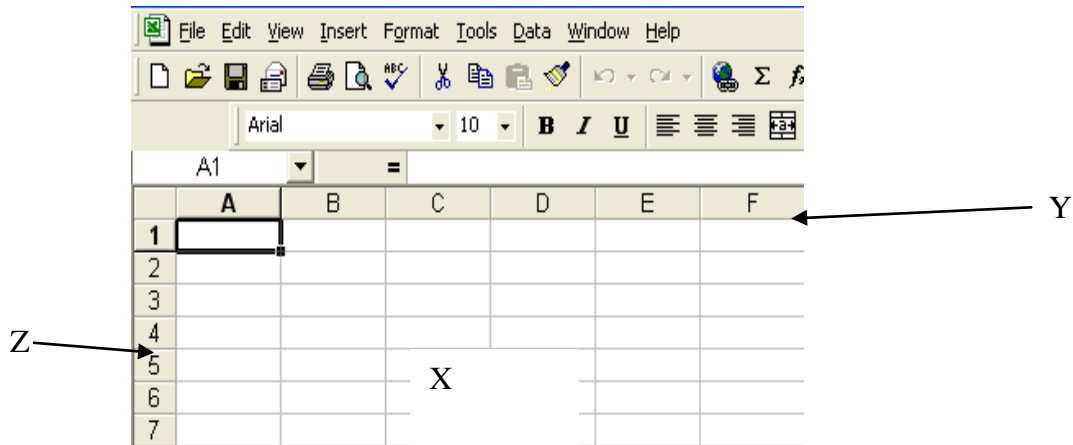 File Edit View Insert Format Tools Data Window Help
ABC Σ
Arial 10 B I U a
A1 =
A B C D E F
Y
1
2
3
4
Z
5
X
6
7